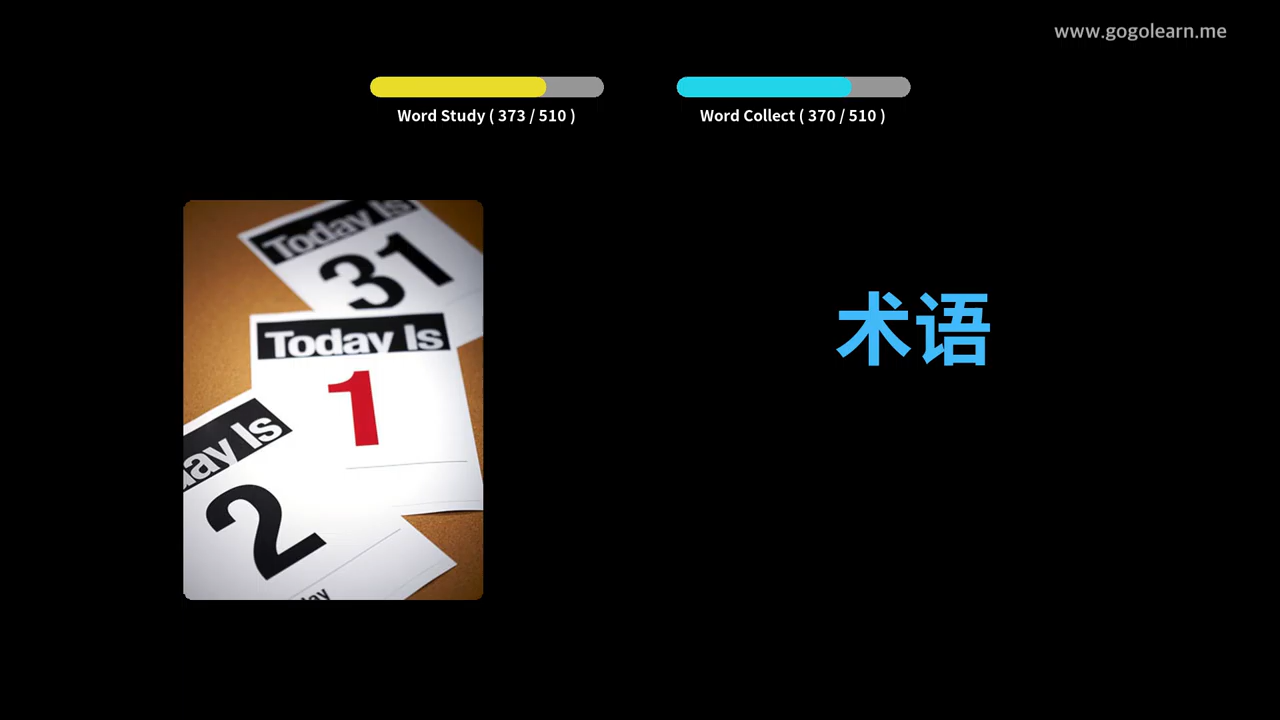 www.gogolearn.me
Word Study ( 373 / 510 )
Word Collect ( 370 / 510 )
Today Is
31
Today Is
1
ay Is
2
术语